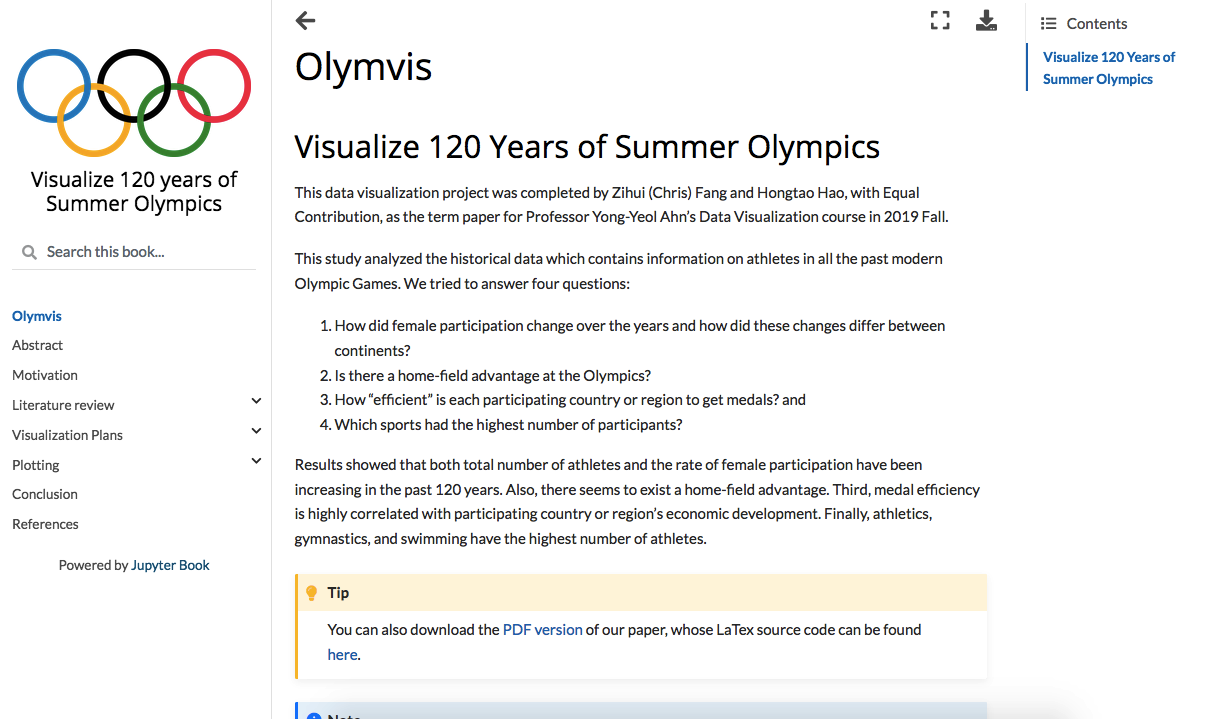 Visualize 120 years of
Summer Olympics
Search this book...
Olymvis
Abstract
Motivation
Literature review
Visualization Plans
Plotting
Conclusion
References
Powered by Jupyter Book
Olymvis
Visualize 120 Years of Summer Olympics
This data visualization project was completed by Zihui (Chris) Fang and Hongtao Hao, with Equal
Contribution, as the term paper for Professor Yong-Yeol Ahn’s Data Visualization course in 2019 Fall.
This study analyzed the historical data which contains information on athletes in all the past modern
Olympic Games. We tried to answer four questions:
1. How did female participation change over the years and how did these changes differ between
continents?
2. Is there a home-field advantage at the Olympics?
3. How “efficient” is each participating country or region to get medals? and
4. Which sports had the highest number of participants?
Results showed that both total number of athletes and the rate of female participation have been
increasing in the past 120 years. Also, there seems to exist a home-field advantage. Third, medal efficiency
is highly correlated with participating country or region’s economic development. Finally, athletics,
gymnastics, and swimming have the highest number of athletes.
Tip
You can also download the PDF version of our paper, whose LaTex source code can be found
here.
Note
Contents
Visualize 120 Years of
Summer Olympics